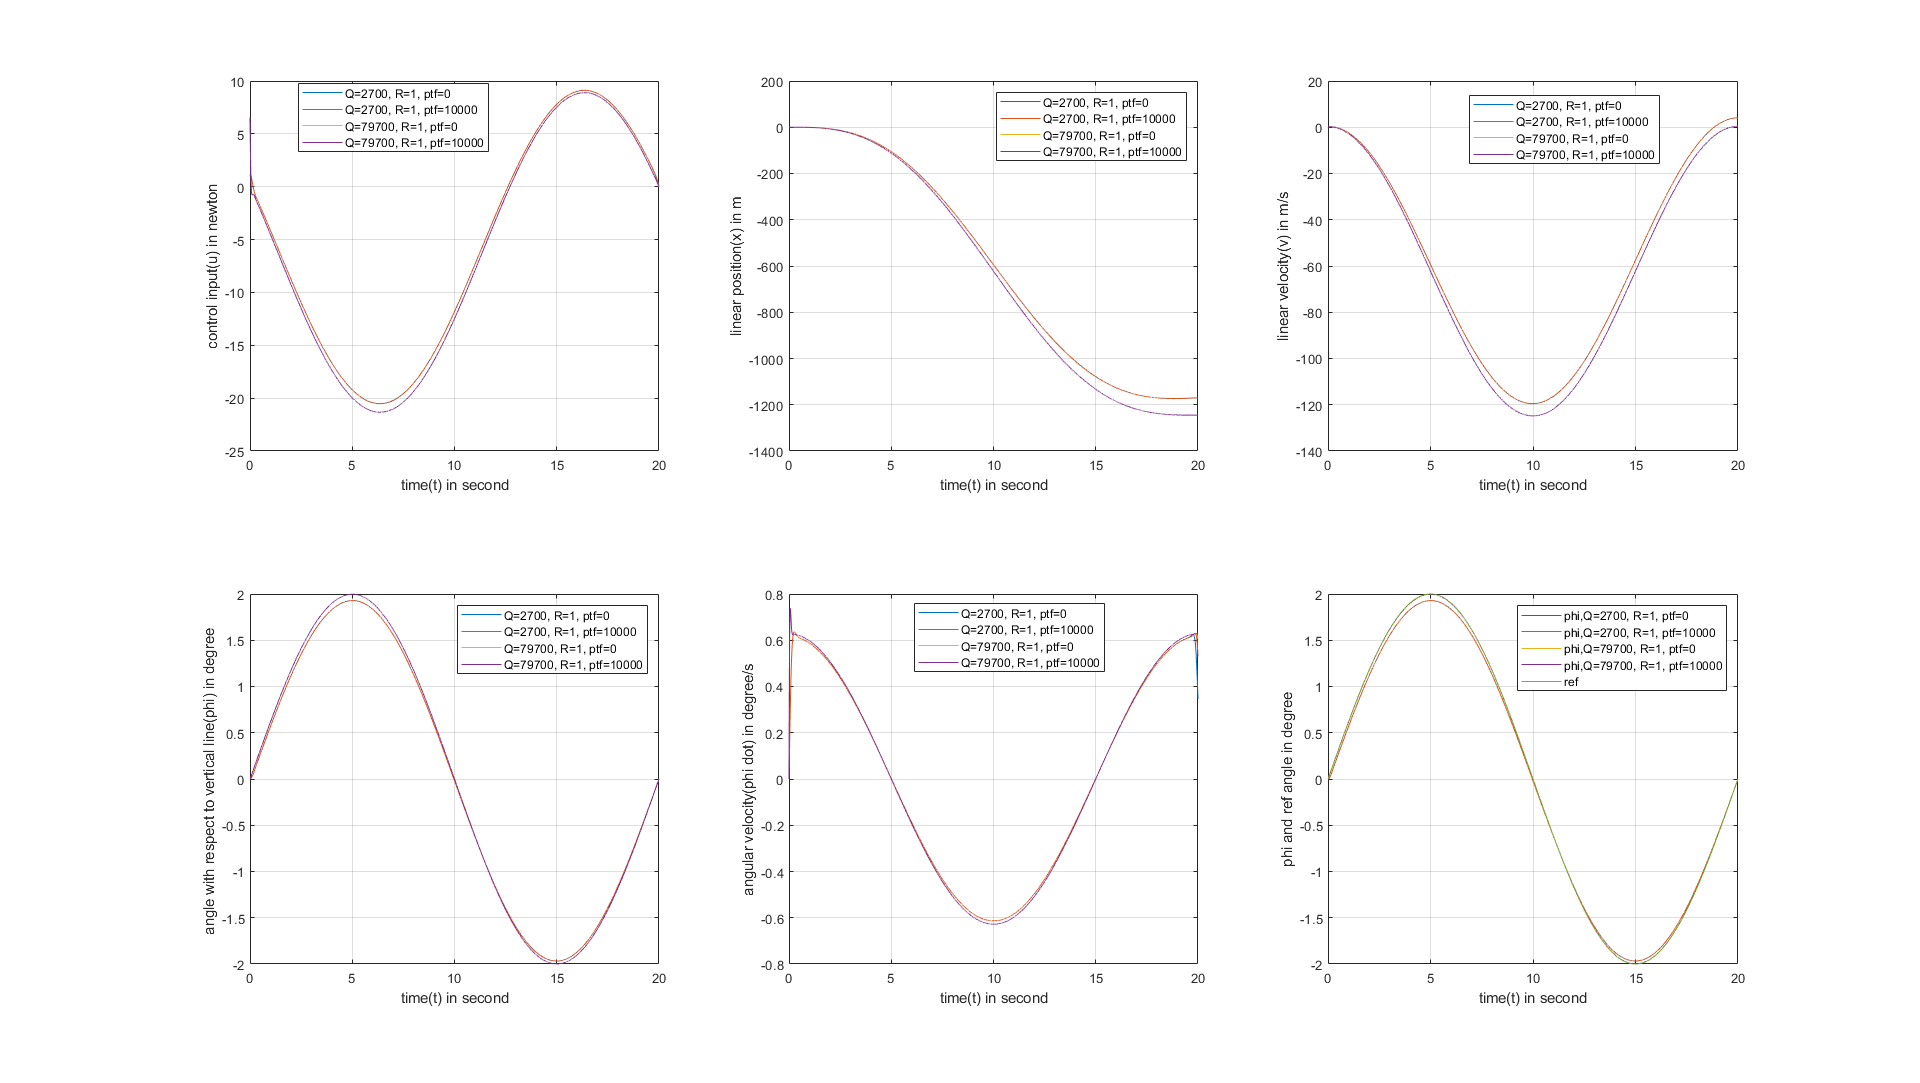 control input(u) in newton
10
5
0
-5
-10
-15
-20
-25
Q=2700, R=1, ptf=0
Q=2700, R=1, ptf=10000
Q=79700, R=1, ptf=0
Q=79700, R=1, ptf=10000
0 5 10 15 20
time(t) in second
linear position(x) in m
200
0
-200
-400
-600
-800
-1000
-1200
-1400
Q=2700, R=1, ptf=0
Q=2700, R=1, ptf=10000
Q=79700, R=1, ptf=0
Q=79700, R=1, ptf=10000
0 5 10 15 20
time(t) in second
linear velocity(v) in m/s
20
0
-20
-40
-60
-80
-100
-120
-140
Q=2700, R=1, ptf=0
Q=2700, R=1, ptf=10000
Q=79700, R=1, ptf=0
Q=79700, R=1, ptf=10000
0 5 10 15 20
time(t) in second
angle with respect to vertical line(phi) in degree
2
1.5
1
0.5
0
-0.5
-1
-1.5
-2
Q=2700, R=1, ptf=0
Q=2700, R=1, ptf=10000
Q=79700, R=1, ptf=0
Q=79700, R=1, ptf=10000
0 5 10 15 20
time(t) in second
angular velocity(phi dot) in degree/s
0.8
0.6
0.4
0.2
0
-0.2
-0.4
-0.6
-0.8
Q=2700, R=1, ptf=0
Q=2700, R=1, ptf=10000
Q=79700, R=1, ptf=0
Q=79700, R=1, ptf=10000
0 5 10 15 20
time(t) in second
phi and ref angle in degree
2
1.5
1
0.5
0
-0.5
-1
-1.5
-2
phi,Q=2700, R=1, ptf=0
phi,Q=2700, R=1, ptf=10000
phi,Q=79700, R=1, ptf=0
phi,Q=79700, R=1, ptf=10000
ref
0 5 10 15 20
time(t) in second